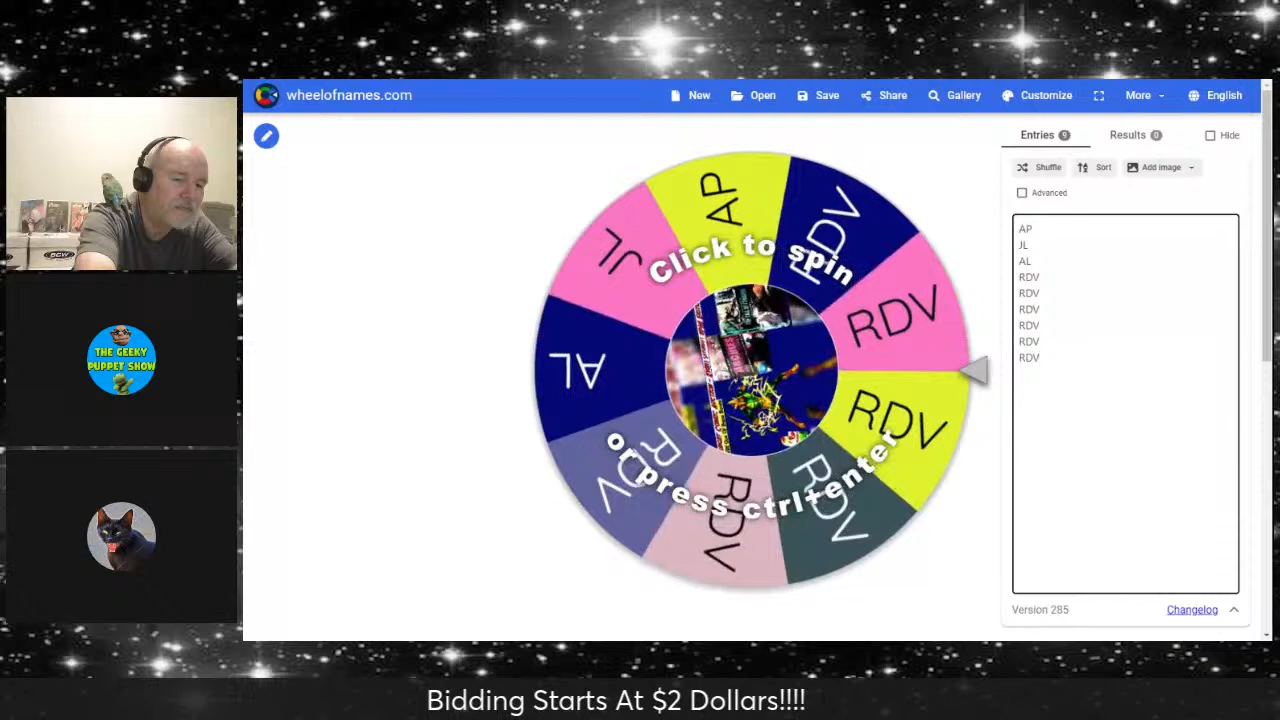 wheelofnames.com
New
Open
Save
Share
Gallery
Customize
More
English
Entries 9
Results 0
Hide
Shuffle
Sort
Add image
Advanced
AP
JL
AL
RDV
RDV
RDV
RDV
RDV
RDV
Version 285
Changelog
AP
RDV
RDV
RDV
RDV
RDV
RDV
AL
JL
Click to spin
or press ctrl+enter
BCW
THE GEEKY
PUPPET SHOW
Bidding Starts At $2 Dollars!!!!